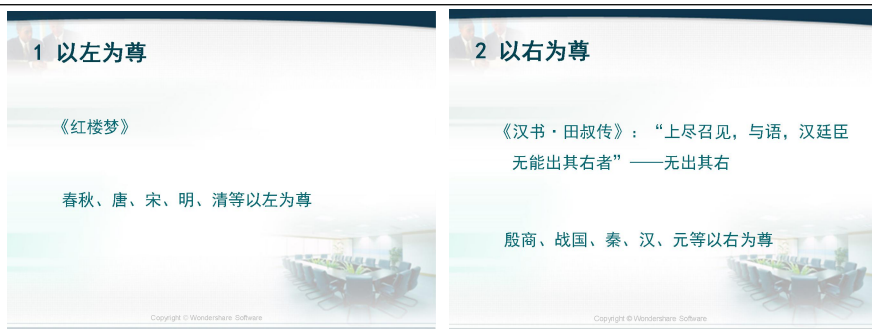 1 以左为尊
《红楼梦》
春秋、唐、宋、明、清等以左为尊
Copyright © Wondershare Software
2 以右为尊
《汉书·田叔传》：“上尽召见，与语，汉廷臣
无能出其右者”——无出其右
殷商、战国、秦、汉、元等以右为尊
Copyright © Wondershare Software